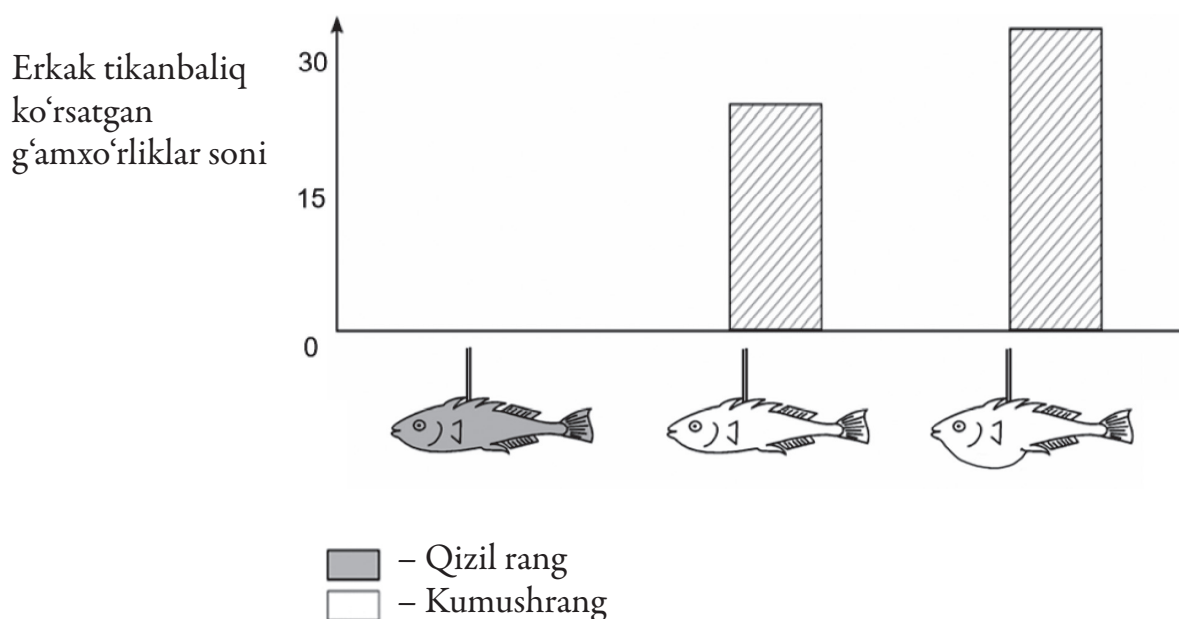 Erkak tikanbaliq
ko‘rsatgan
g‘amxo‘rliklar soni
30
15
0
– Qizil rang
– Kumushrang